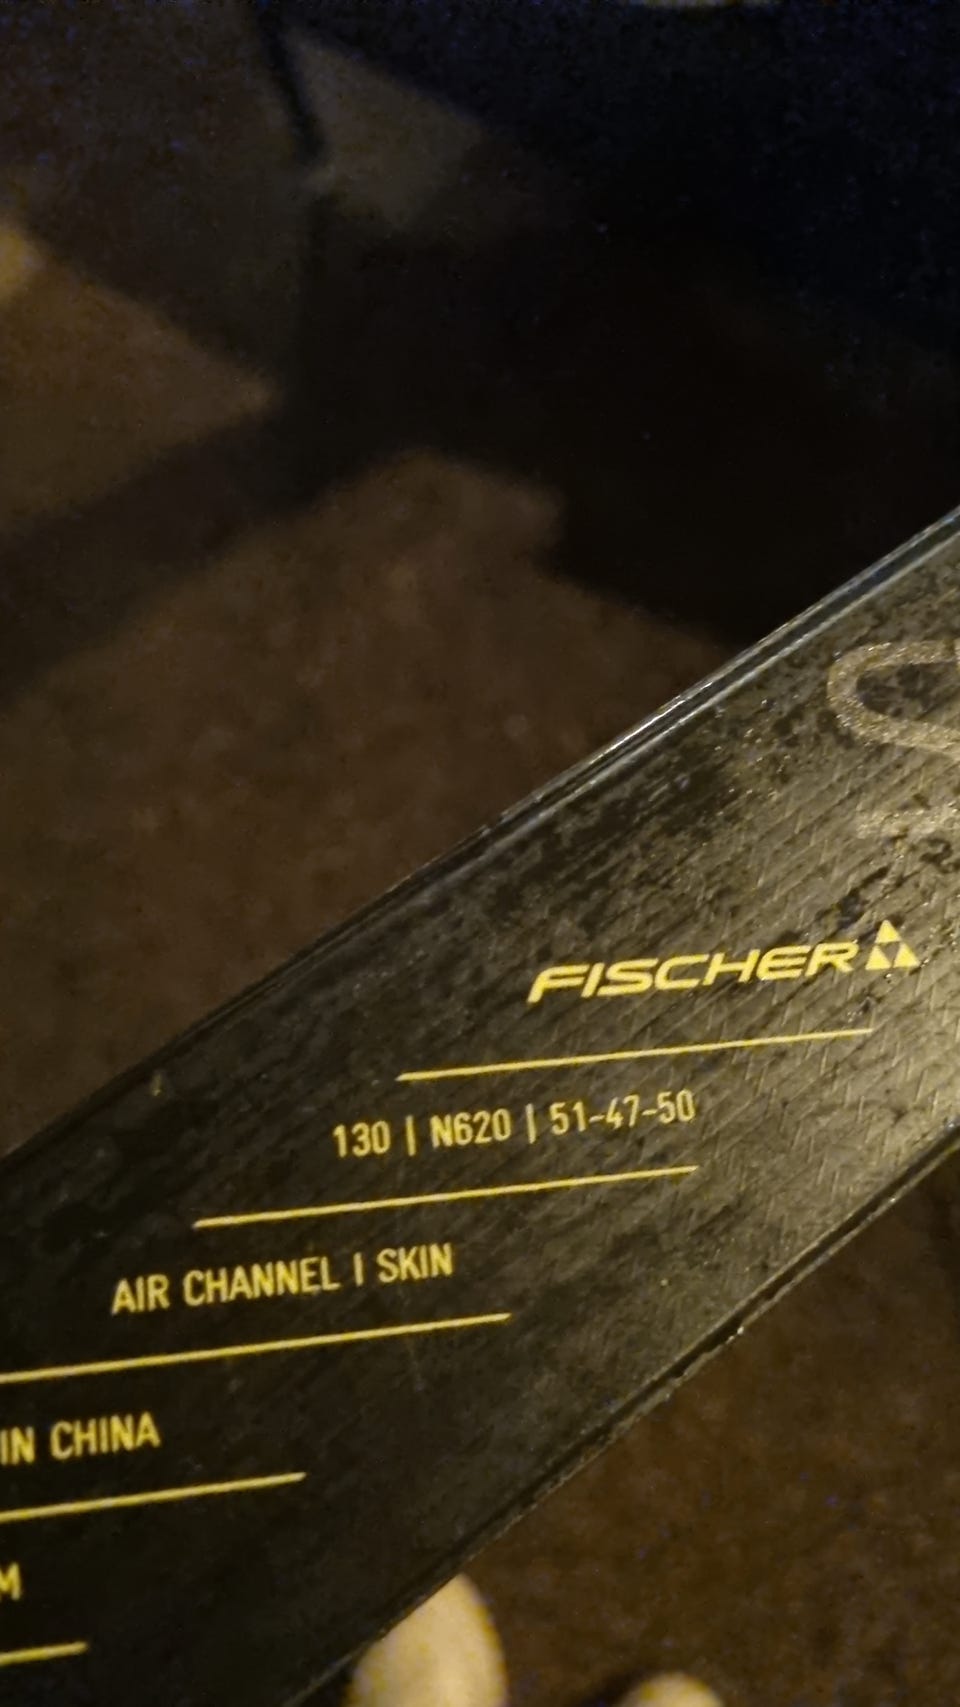 FISCHER
130 | N620 | 51-47-50
AIR CHANNEL | SKIN
IN CHINA
M